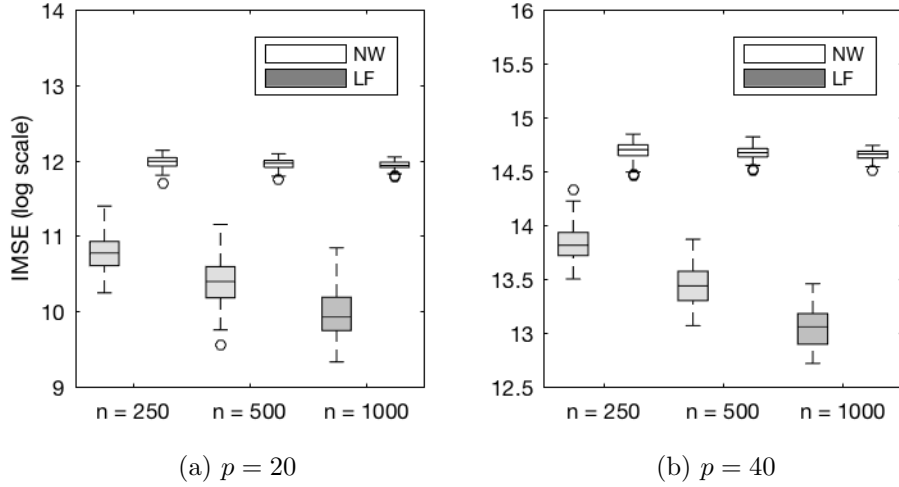 IMSE (log scale)
14
13
12
11
10
9
NW
LF
n = 250
n = 500
n = 1000
(a) p = 20
16
15.5
15
14.5
14
13.5
13
12.5
NW
LF
n = 250
n = 500
n = 1000
(b) p = 40